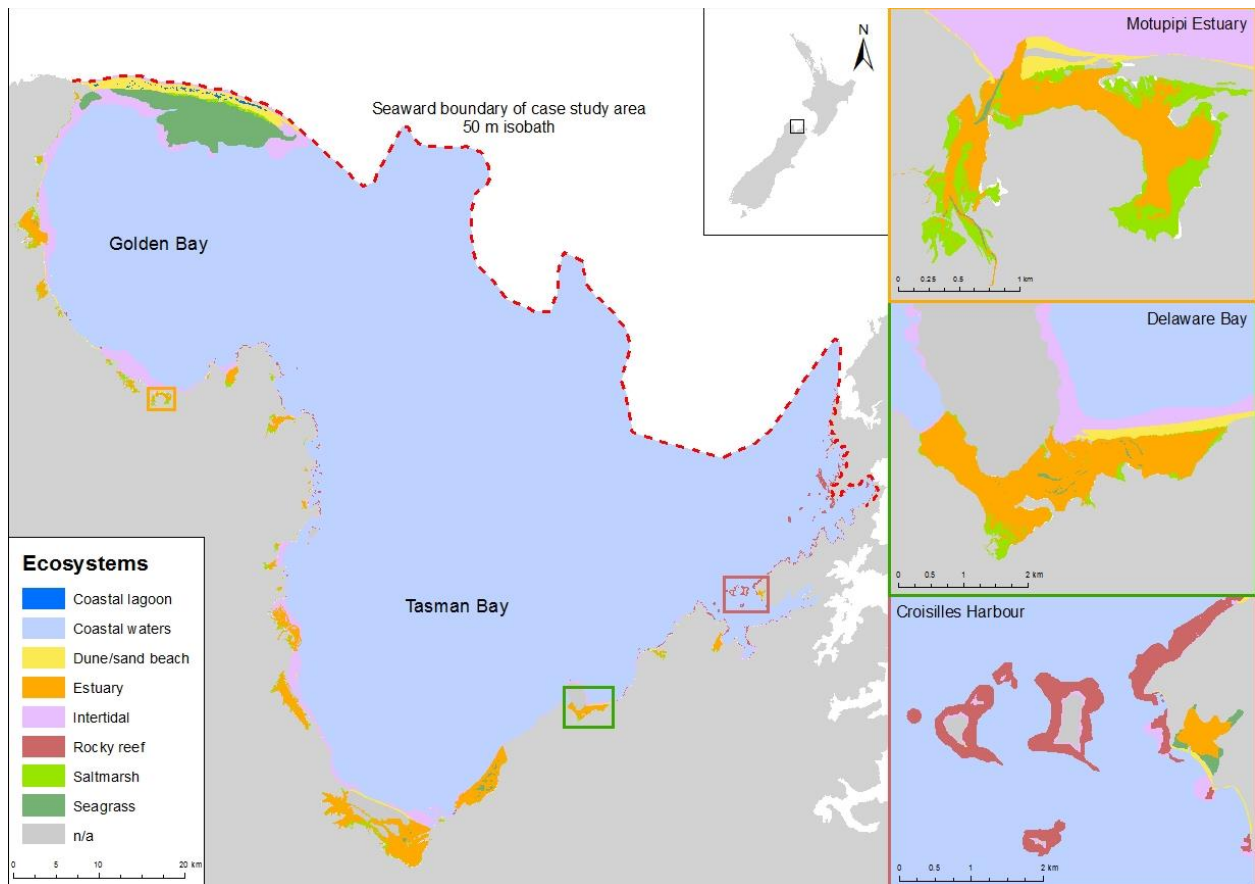 Seaward boundary of case study area
50 m isobath
N
Golden Bay
Tasman Bay
Ecosystems
Coastal lagoon
Coastal waters
Dune/sand beach
Estuary
Intertidal
Rocky reef
Saltmarsh
Seagrass
n/a
0 5 10 20 km
Motupipi Estuary
0 0.25 0.5 1 km
Delaware Bay
0 0.5 1 2 km
Croisilles Harbour
0 0.5 1 2 km